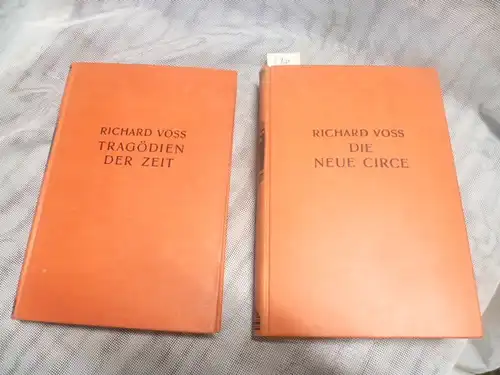 RICHARD VOSS
TRAGÖDIEN
DER ZEIT
RICHARD VOSS
DIE
NEUE CIRCE